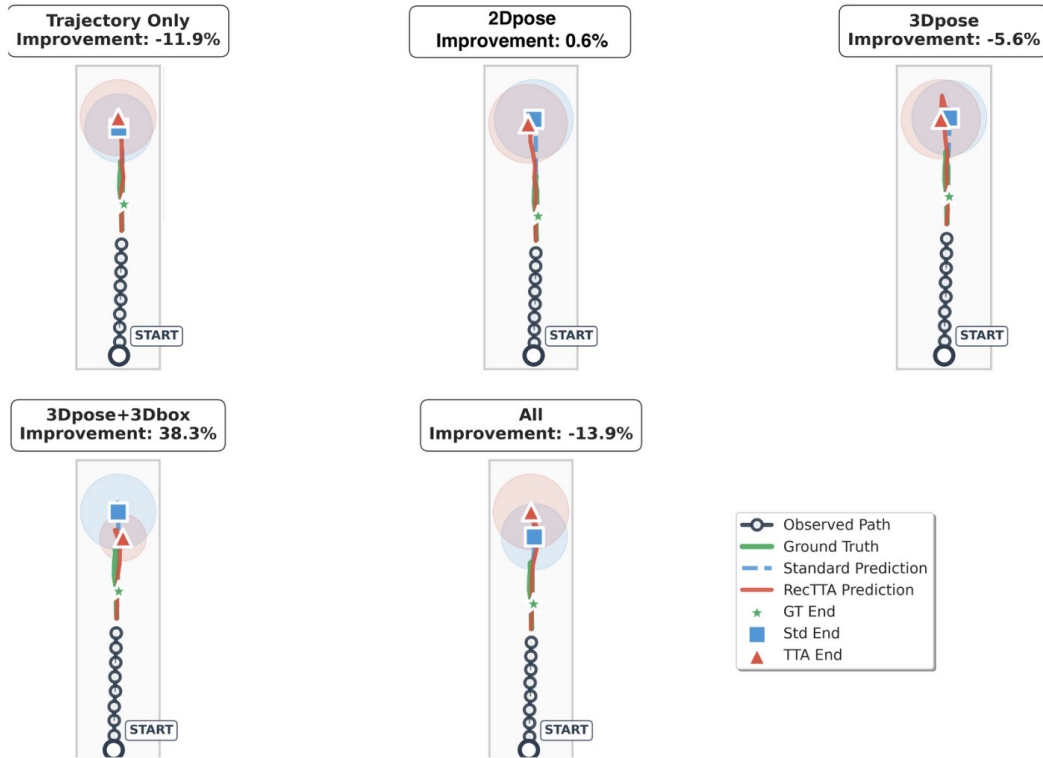 Trajectory Only
Improvement: -11.9%
2Dpose
Improvement: 0.6%
3Dpose
Improvement: -5.6%
START
START
START
3Dpose+3Dbox
Improvement: 38.3%
All
Improvement: -13.9%
START
START
Observed Path
Ground Truth
Standard Prediction
RecTTA Prediction
GT End
Std End
TTA End